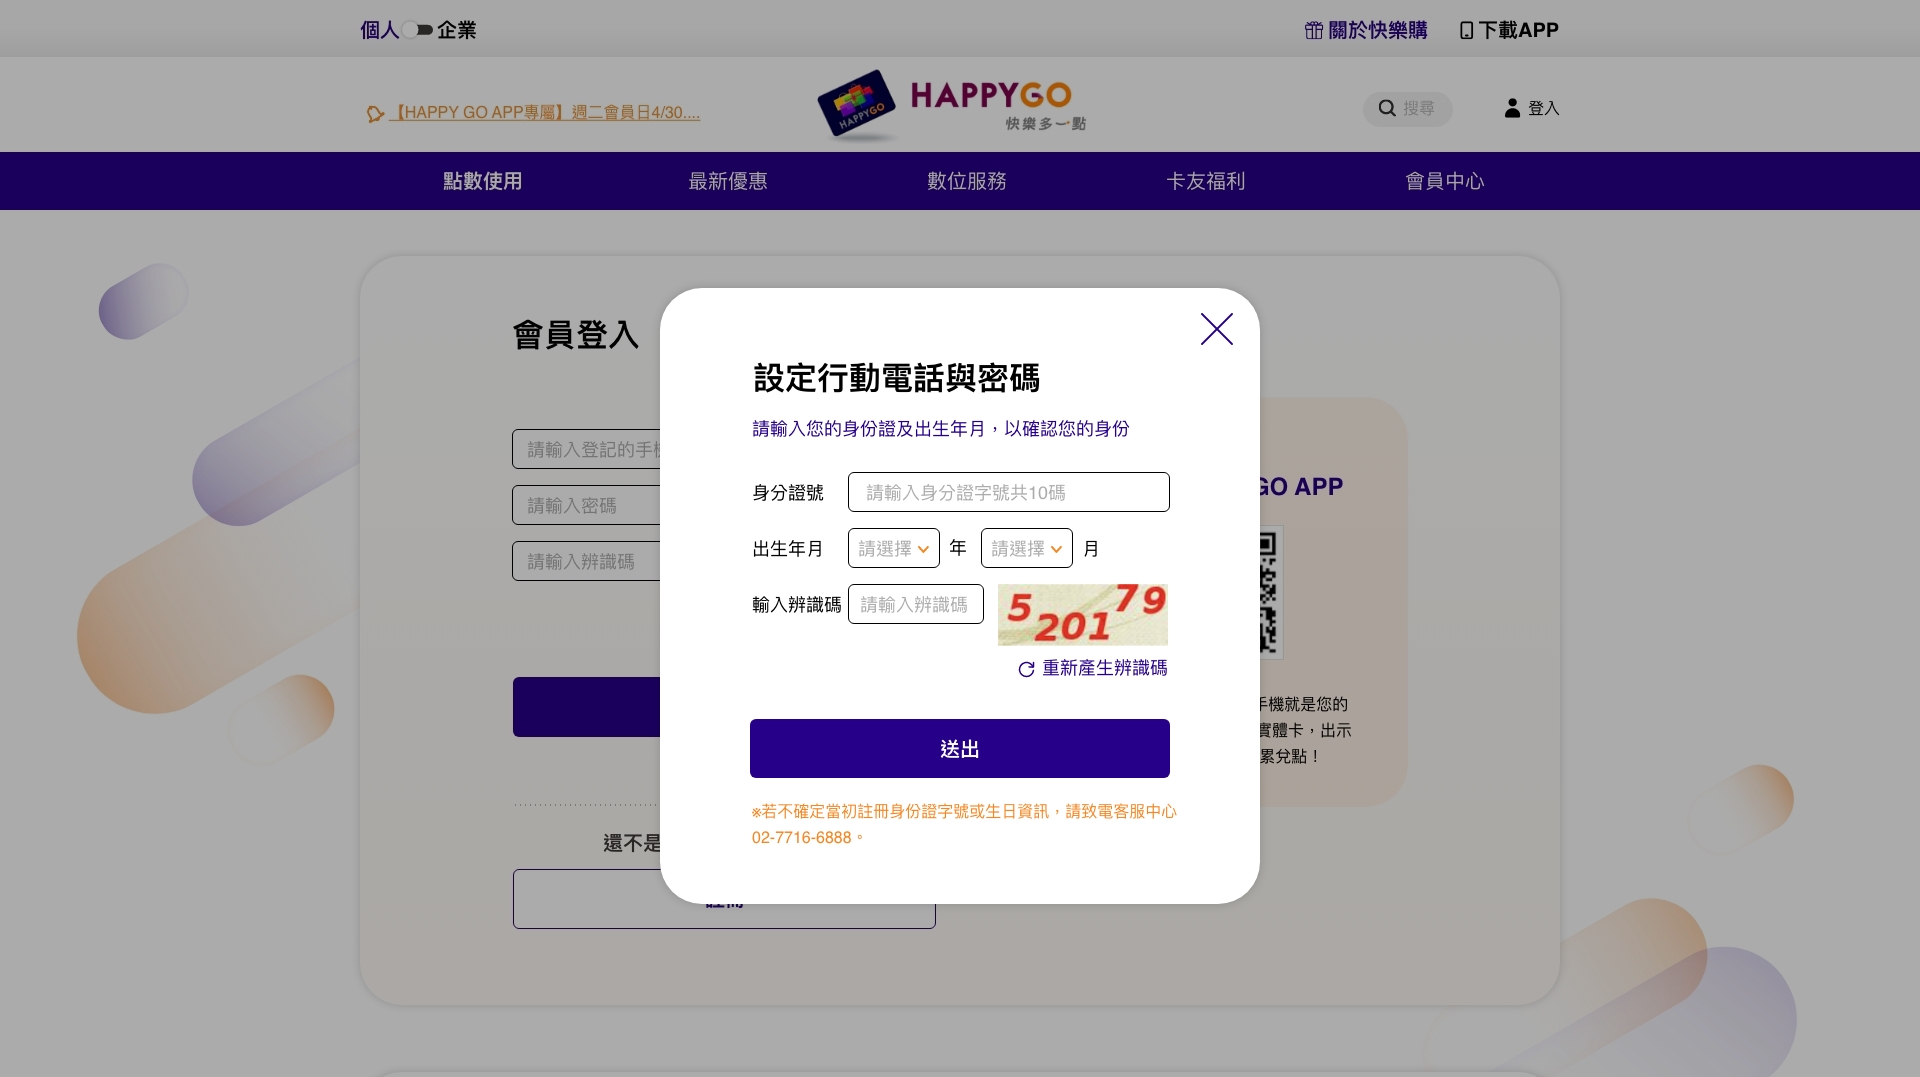 個人 企業
關於快樂購 下載APP
【HAPPY GO APP專屬】週二會員日4/30....
HAPPYGO
HAPPYGO
快樂多一點
搜尋
登入
點數使用 最新優惠 數位服務 卡友福利 會員中心
會員登入
請輸入登記的手
請輸入密碼
請輸入辨識碼
還不是
設定行動電話與密碼
請輸入您的身份證及出生年月，以確認您的身份
身分證號 請輸入身分證字號共10碼
出生年月 請選擇 年 請選擇 月
輸入辨識碼 請輸入辨識碼 5 201 79
重新產生辨識碼
送出
※若不確定當初註冊身份證字號或生日資訊，請致電客服中心
02-7716-6888。
GO APP
手機就是您的
實體卡，出示
累兌點！